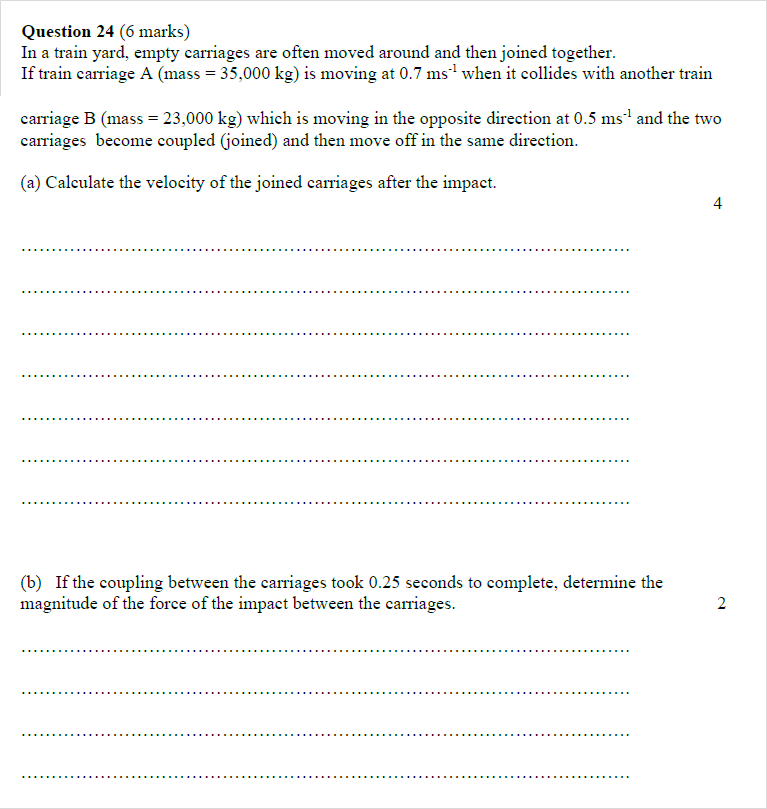 Question 24 (6 marks)
In a train yard, empty carriages are often moved around and then joined together.
If train carriage A (mass = 35,000 kg) is moving at 0.7 ms⁻¹ when it collides with another train
carriage B (mass = 23,000 kg) which is moving in the opposite direction at 0.5 ms⁻¹ and the two
carriages become coupled (joined) and then move off in the same direction.
(a) Calculate the velocity of the joined carriages after the impact.
4
(b) If the coupling between the carriages took 0.25 seconds to complete, determine the
magnitude of the force of the impact between the carriages. 2